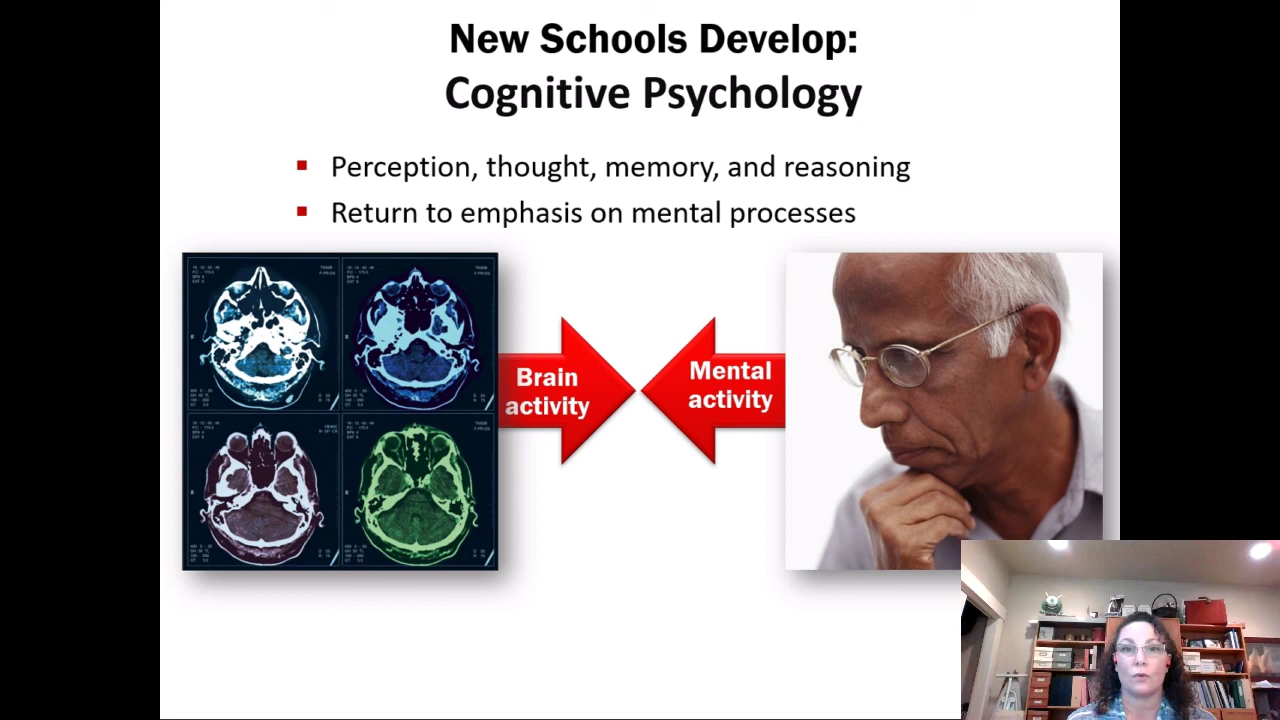 New Schools Develop:
Cognitive Psychology
▪ Perception, thought, memory, and reasoning
▪ Return to emphasis on mental processes
Brain
activity
Mental
activity